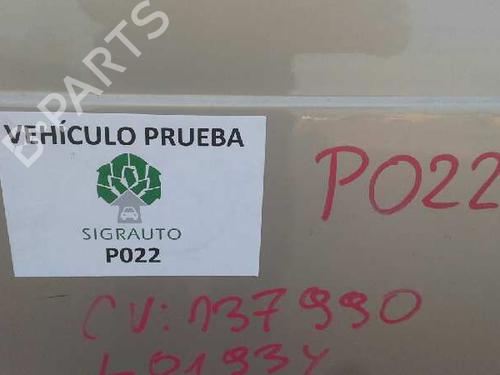 B-PARTS
VEHÍCULO PRUEBA
SIGRAUTO
P022
P022
CV: 137990